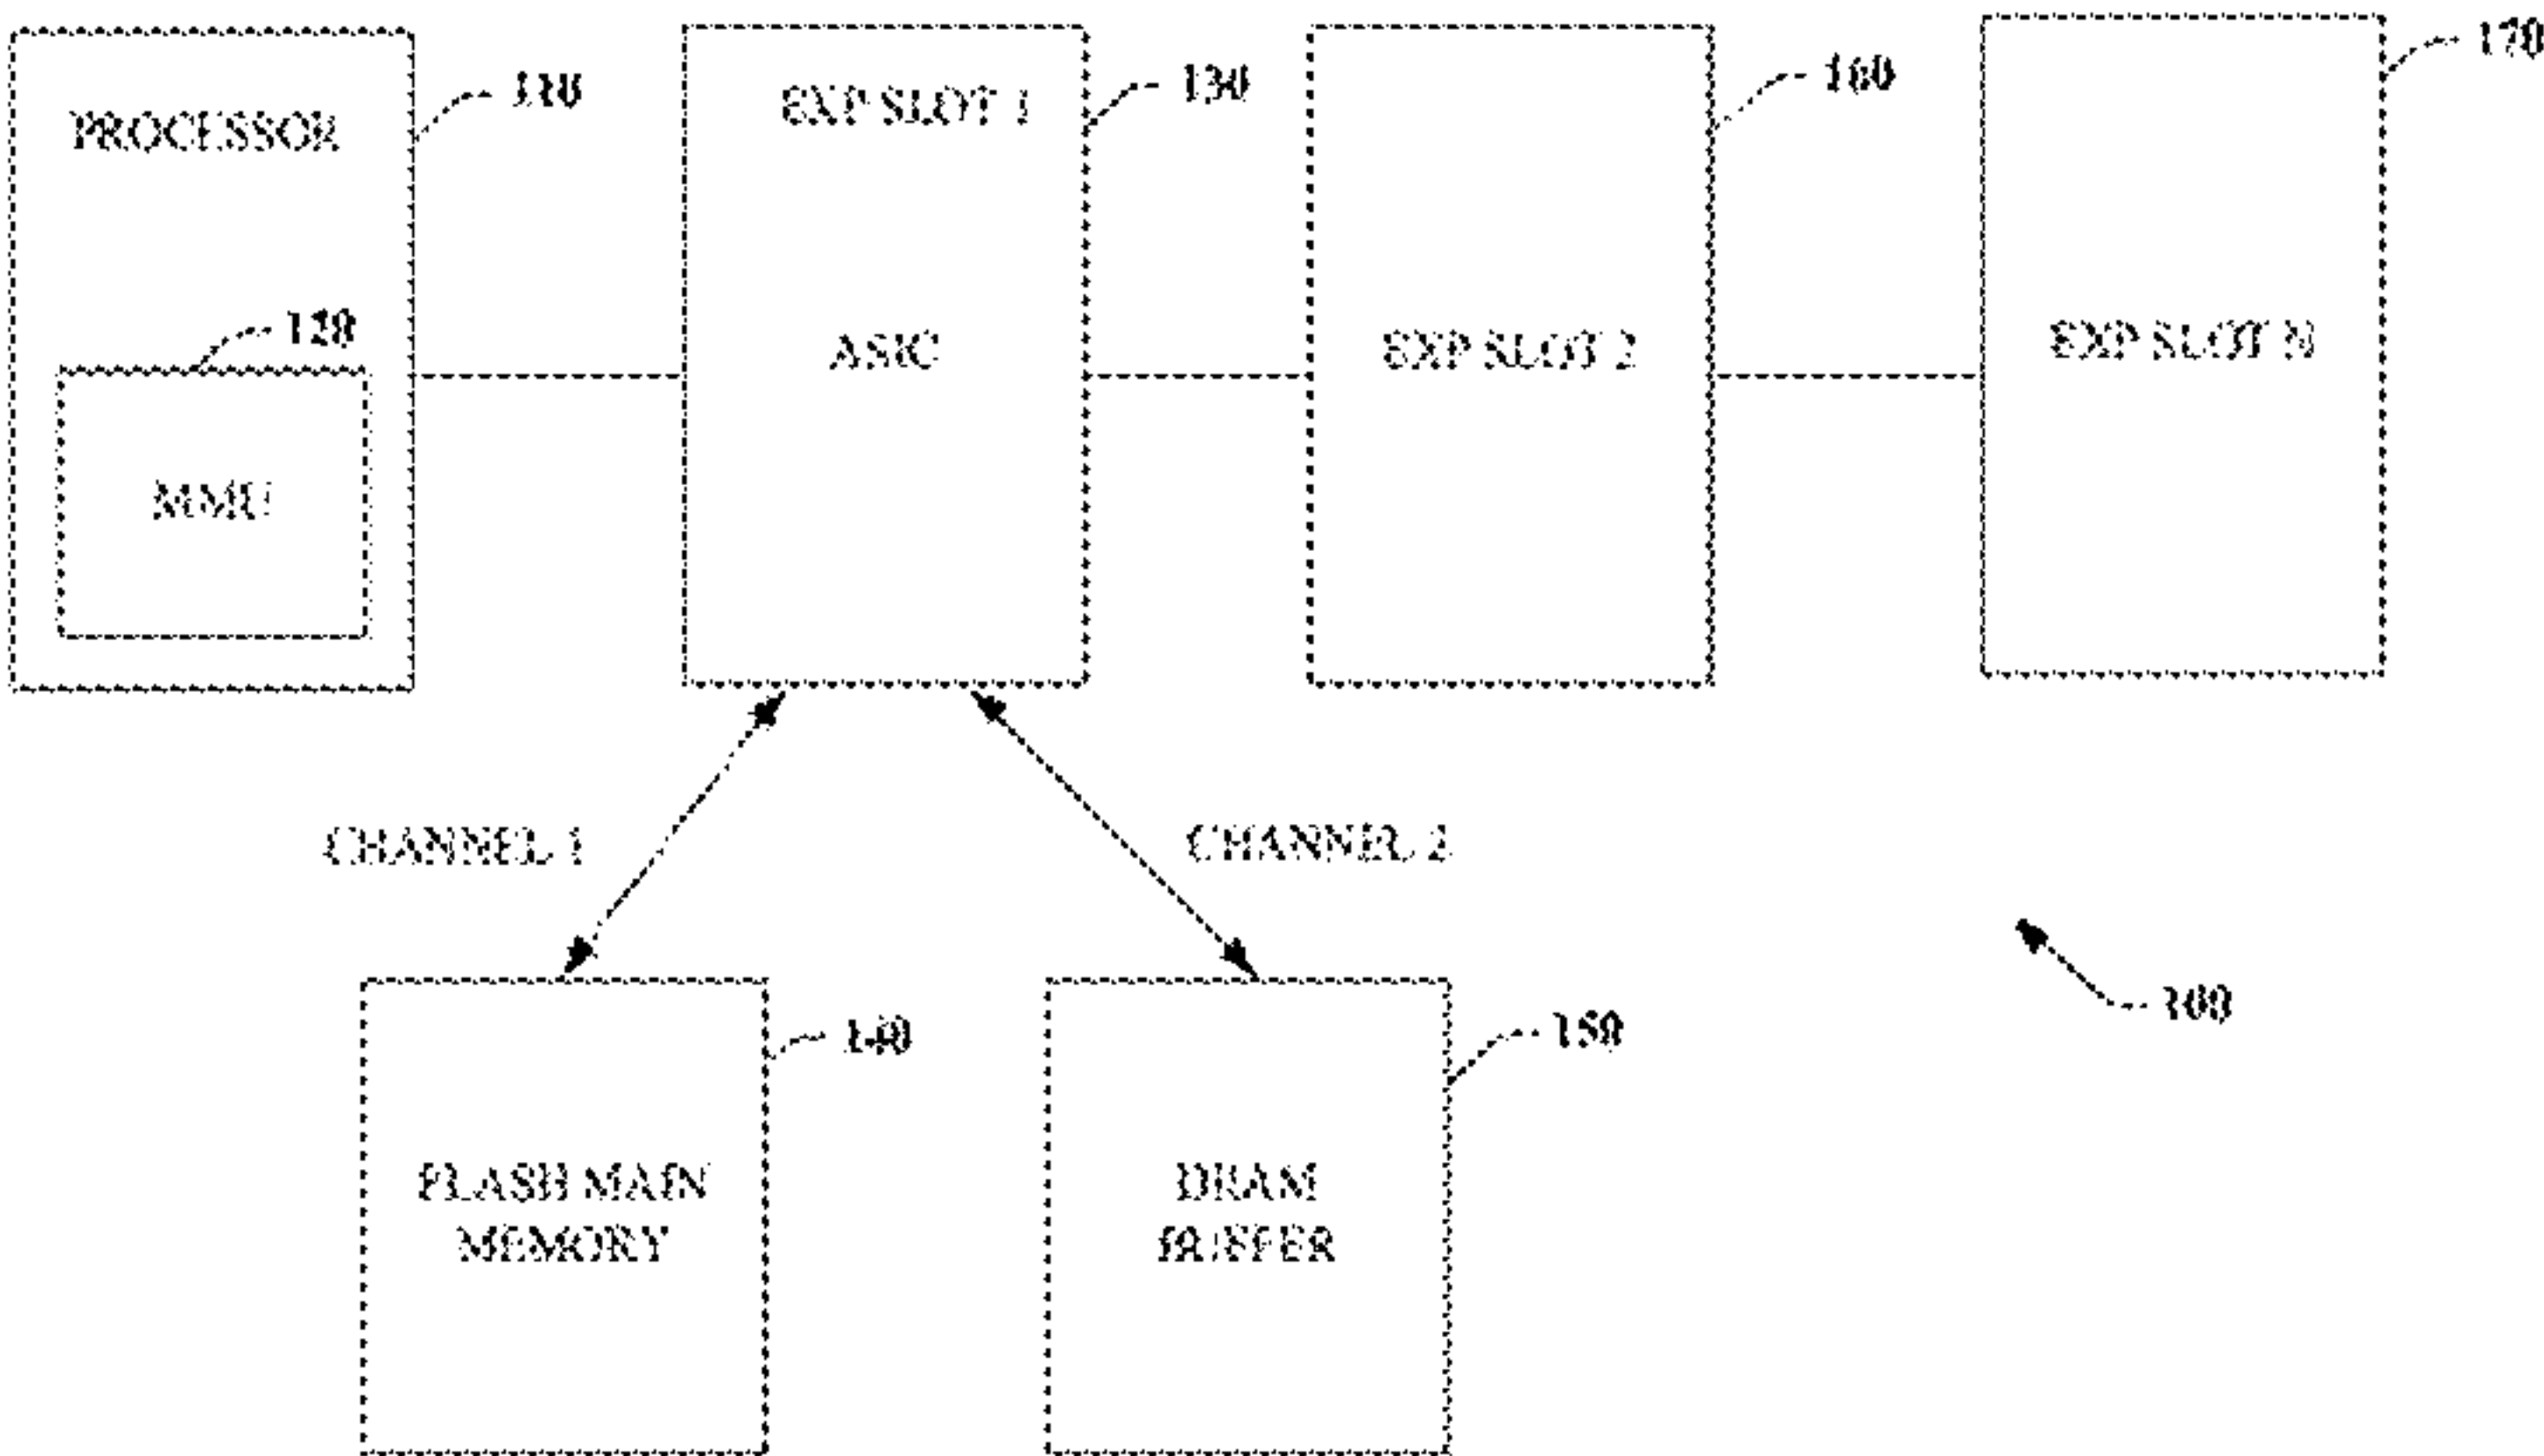 PROCESSOR
110
120
MMU
EXP SLOT 1
130
ASIC
160
EXP SLOT 2
170
EXP SLOT N
CHANNEL 1
CHANNEL 2
140
FLASH MAIN
MEMORY
150
DRAM
BUFFER
100